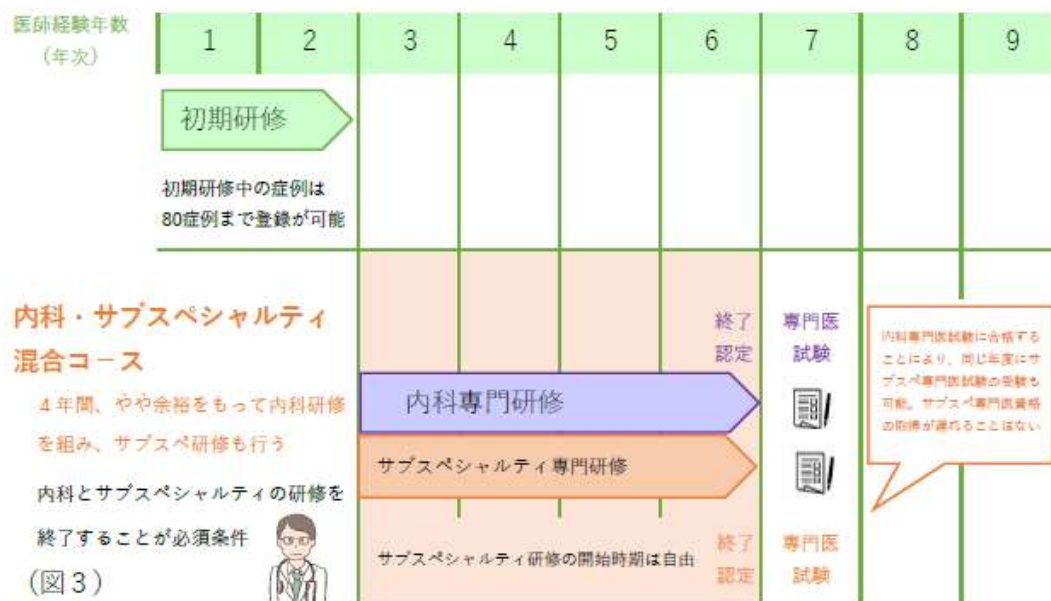 医師経験年数
(年次)
1 2 3 4 5 6 7 8 9
初期研修
初期研修中の症例は
80症例まで登録が可能
内科・サブスペシャルティ
混合コース
4年間、やや余裕をもって内科研修
を組み、サブスペ研修も行う
内科とサブスペシャルティの研修を
終了することが必須条件
(図3)
終了
認定
専門医
試験
内科専門研修
サブスペシャルティ専門研修
サブスペシャルティ研修の開始時期は自由
終了
認定
専門医
試験
内科専門医試験に合格する
ことにより、同じ年度にサ
ブスペ専門医試験の受験も
可能。サブスペ専門医資格
の取得が遅れることはない